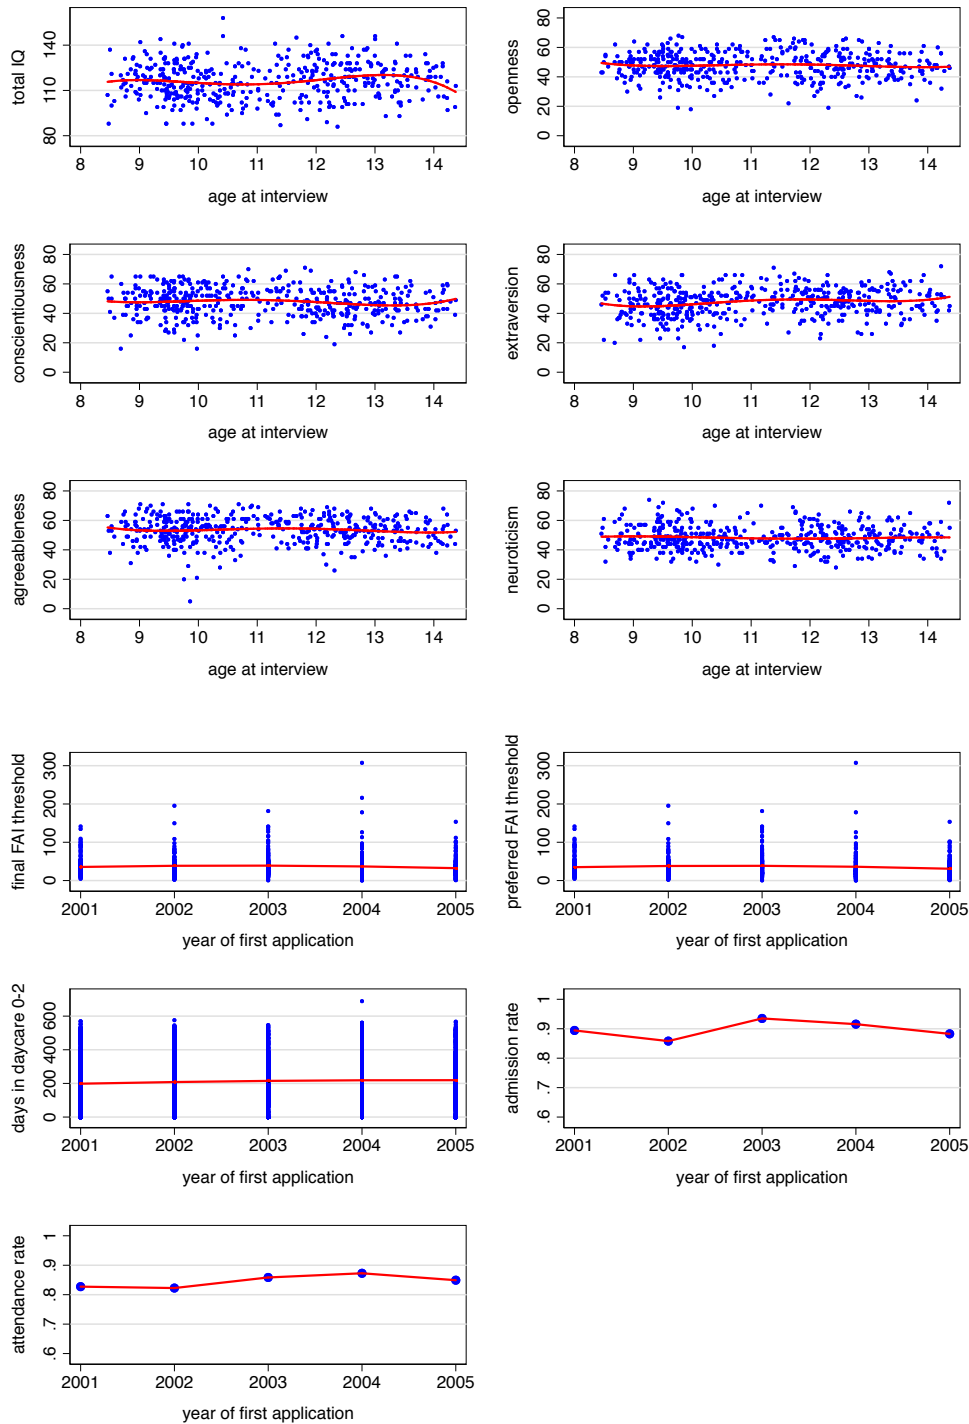 total IQ
80 110 140
8 9 10 11 12 13 14
age at interview
openness
0 20 40 60 80
8 9 10 11 12 13 14
age at interview
conscientiousness
0 20 40 60 80
8 9 10 11 12 13 14
age at interview
extraversion
0 20 40 60 80
8 9 10 11 12 13 14
age at interview
agreeableness
0 20 40 60 80
8 9 10 11 12 13 14
age at interview
neuroticism
0 20 40 60 80
8 9 10 11 12 13 14
age at interview
final FAI threshold
0 100 200 300
2001 2002 2003 2004 2005
year of first application
preferred FAI threshold
0 100 200 300
2001 2002 2003 2004 2005
year of first application
days in daycare 0-2
0 200 400 600
2001 2002 2003 2004 2005
year of first application
admission rate
.6 .7 .8 .9 1
2001 2002 2003 2004 2005
year of first application
attendance rate
.6 .7 .8 .9 1
2001 2002 2003 2004 2005
year of first application